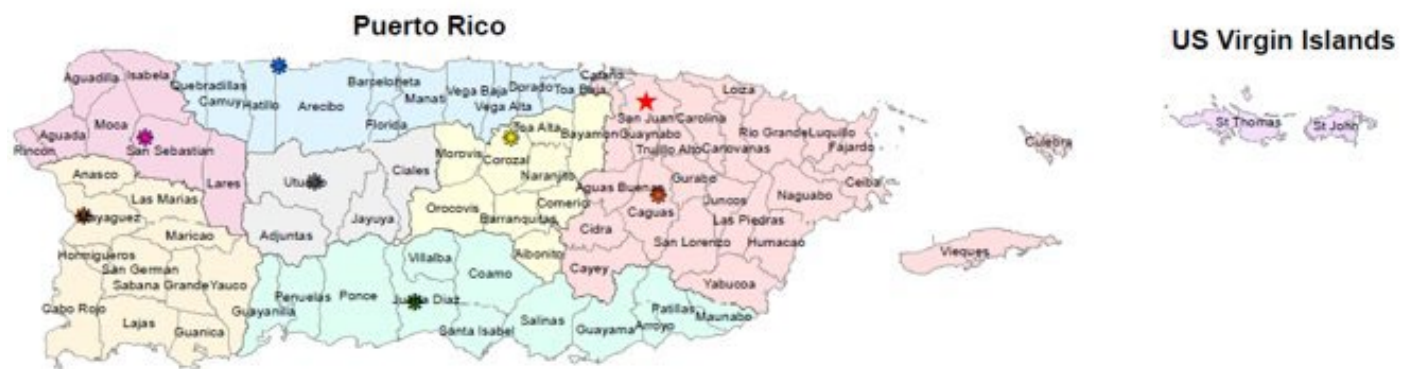 Puerto Rico
US Virgin Islands
Aguadilla
Isabela
Quebradillas
Camuy
Hatillo
Arecibo
Barceloneta
Manati
Florida
Vega Baja
Vega Alta
Dorado
Toa Baja
Catano
San Juan
Carolina
Loiza
Guaynabo
Trujillo Alto
Canovanas
Rio Grande
Luquillo
Fajardo
Ceiba
Culebra
St Thomas
St John
Aguada
Moca
Rincon
San Sebastian
Lares
Utuado
Ciales
Morovis
Corozal
Toa Alta
Bayamon
Naranjito
Anasco
Las Marias
Mayaguez
Maricao
Adjuntas
Jayuya
Orocovis
Barranquitas
Comerio
Aguas Buenas
Caguas
Gurabo
Juncos
Naguabo
Las Piedras
Humacao
San Lorenzo
Cidra
Cayey
Aibonito
Yabucoa
Vieques
Hormigueros
San German
Sabana Grande
Yauco
Cabo Rojo
Lajas
Guanica
Guayanilla
Penuelas
Ponce
Villalba
Juana Diaz
Coamo
Santa Isabel
Salinas
Guayama
Arroyo
Patillas
Maunabo